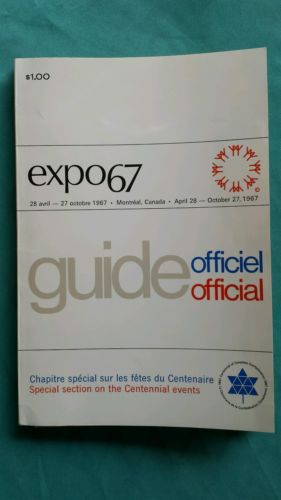 $1.00
expo67
28 avril — 27 octobre 1967 • Montréal, Canada • April 28 — October 27, 1967
©
guide officiel
official
Chapitre spécial sur les fêtes du Centenaire
Special section on the Centennial events